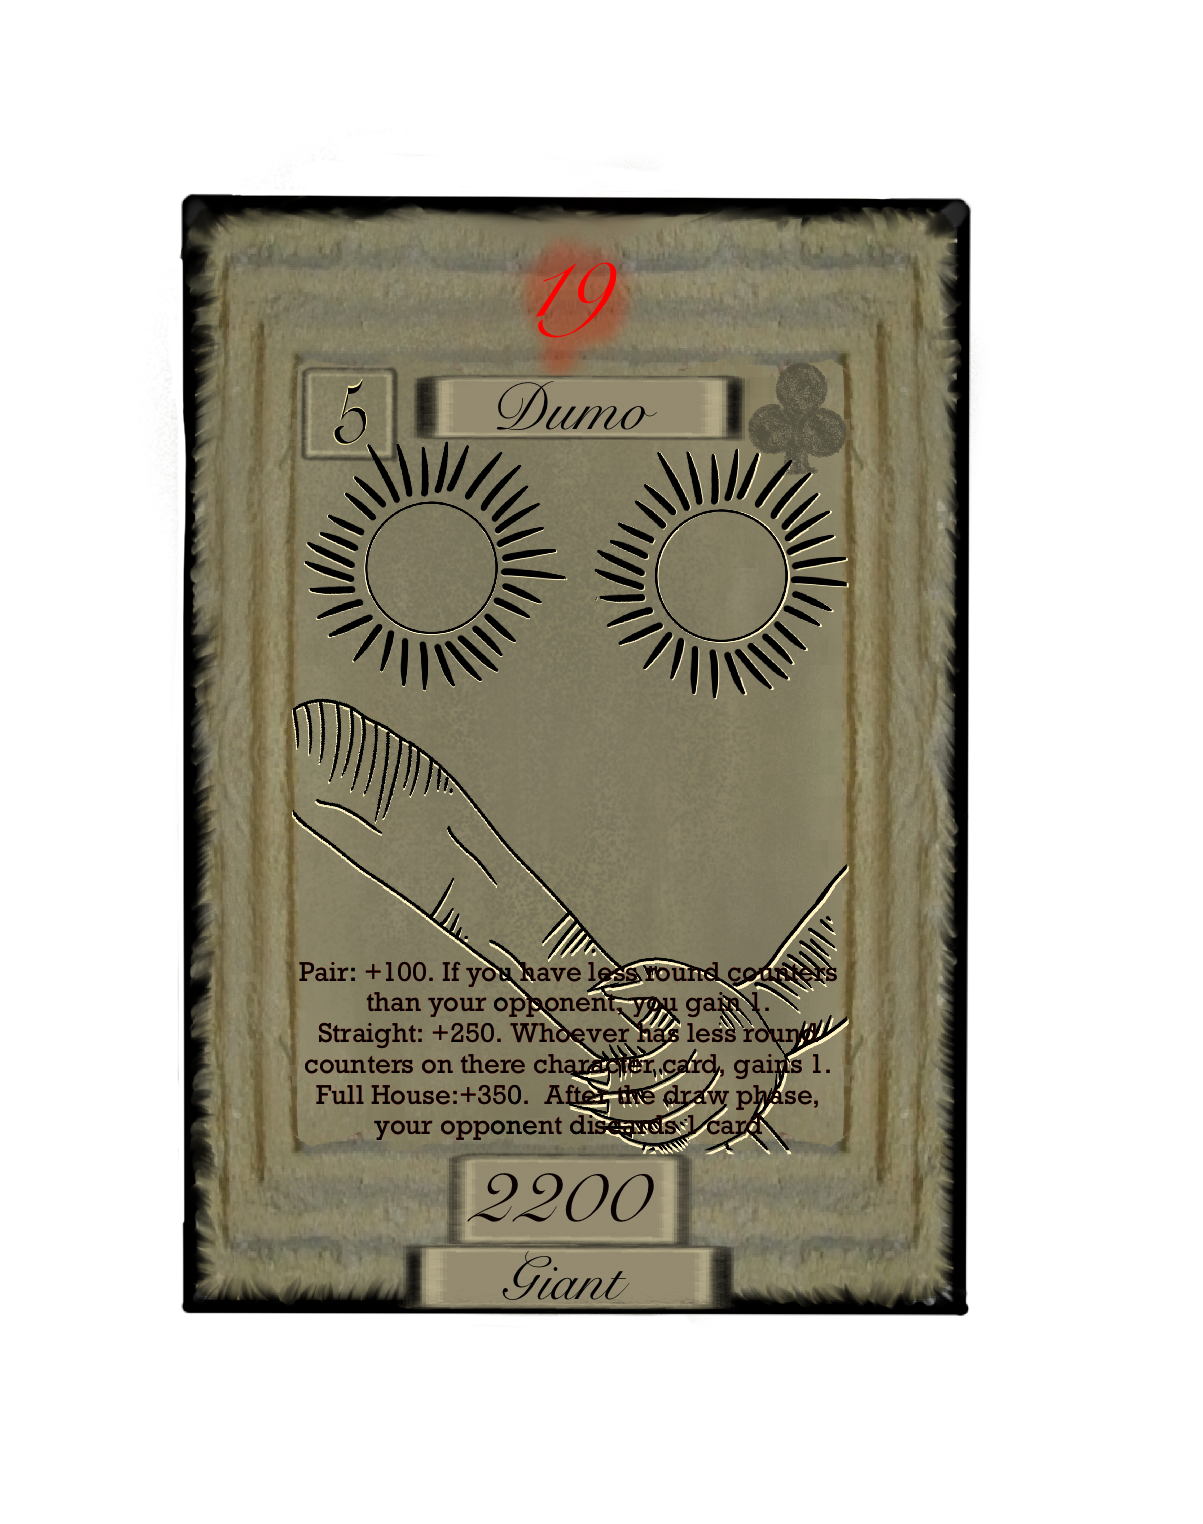 19
5
Dumo
Pair: +100. If you have less round counters
than your opponent, you gain 1.
Straight: +250. Whoever has less round
counters on there character card, gains 1.
Full House:+350. After the draw phase,
your opponent discards 1 card
2200
Giant